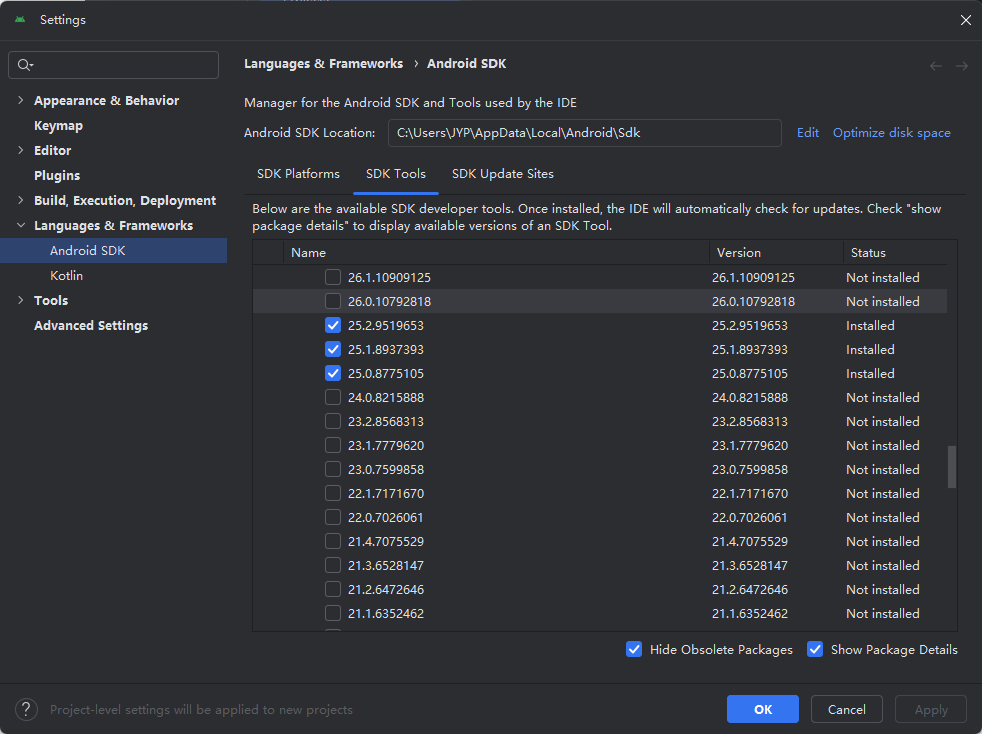 Settings
Languages & Frameworks › Android SDK
Appearance & Behavior
Keymap
Editor
Plugins
Build, Execution, Deployment
Languages & Frameworks
Android SDK
Kotlin
Tools
Advanced Settings
Manager for the Android SDK and Tools used by the IDE
Android SDK Location: C:\Users\JYP\AppData\Local\Android\Sdk Edit Optimize disk space
SDK Platforms SDK Tools SDK Update Sites
Below are the available SDK developer tools. Once installed, the IDE will automatically check for updates. Check "show
package details" to display available versions of an SDK Tool.
Name Version Status
26.1.10909125 26.1.10909125 Not installed
26.0.10792818 26.0.10792818 Not installed
25.2.9519653 25.2.9519653 Installed
25.1.8937393 25.1.8937393 Installed
25.0.8775105 25.0.8775105 Installed
24.0.8215888 24.0.8215888 Not installed
23.2.8568313 23.2.8568313 Not installed
23.1.7779620 23.1.7779620 Not installed
23.0.7599858 23.0.7599858 Not installed
22.1.7171670 22.1.7171670 Not installed
22.0.7026061 22.0.7026061 Not installed
21.4.7075529 21.4.7075529 Not installed
21.3.6528147 21.3.6528147 Not installed
21.2.6472646 21.2.6472646 Not installed
21.1.6352462 21.1.6352462 Not installed
Hide Obsolete Packages Show Package Details
? Project-level settings will be applied to new projects
OK Cancel Apply